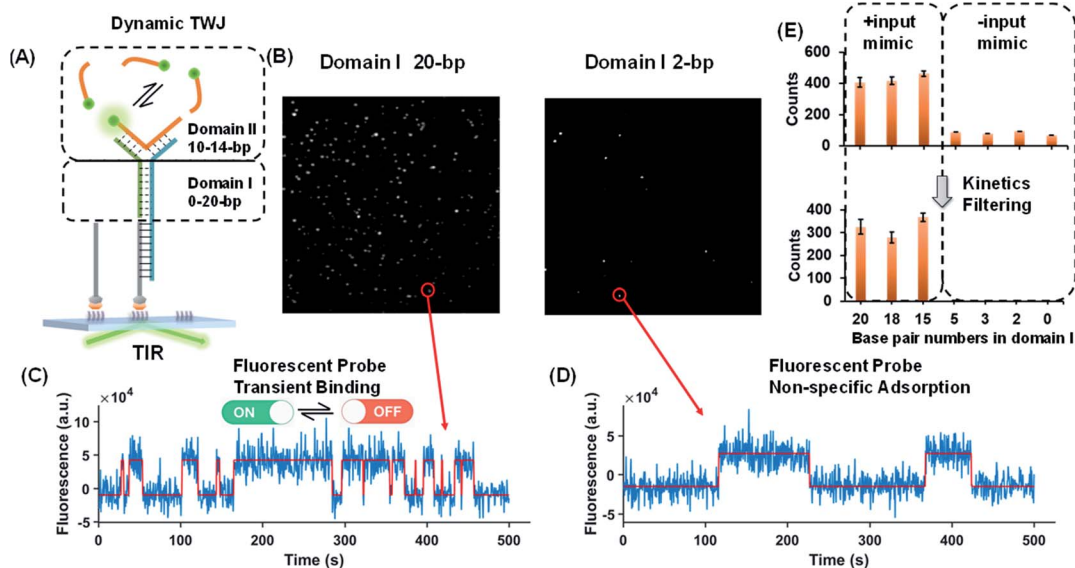 Dynamic TWJ
(A)
Domain II
10-14-bp
Domain I
0-20-bp
TIR
(B)
Domain I 20-bp
Domain I 2-bp
(E)
+input
mimic
-input
mimic
600
400
200
0
Counts
Kinetics
Filtering
400
300
200
100
0
Counts
20 18 15 5 3 2 0
Base pair numbers in domain I
(C)
Fluorescent Probe
Transient Binding
ON
OFF
×10⁴
10
5
0
-5
Fluorescence (a.u.)
0 100 200 300 400 500
Time (s)
(D)
Fluorescent Probe
Non-specific Adsorption
×10⁴
5
0
-5
Fluorescence (a.u.)
0 100 200 300 400 500
Time (s)